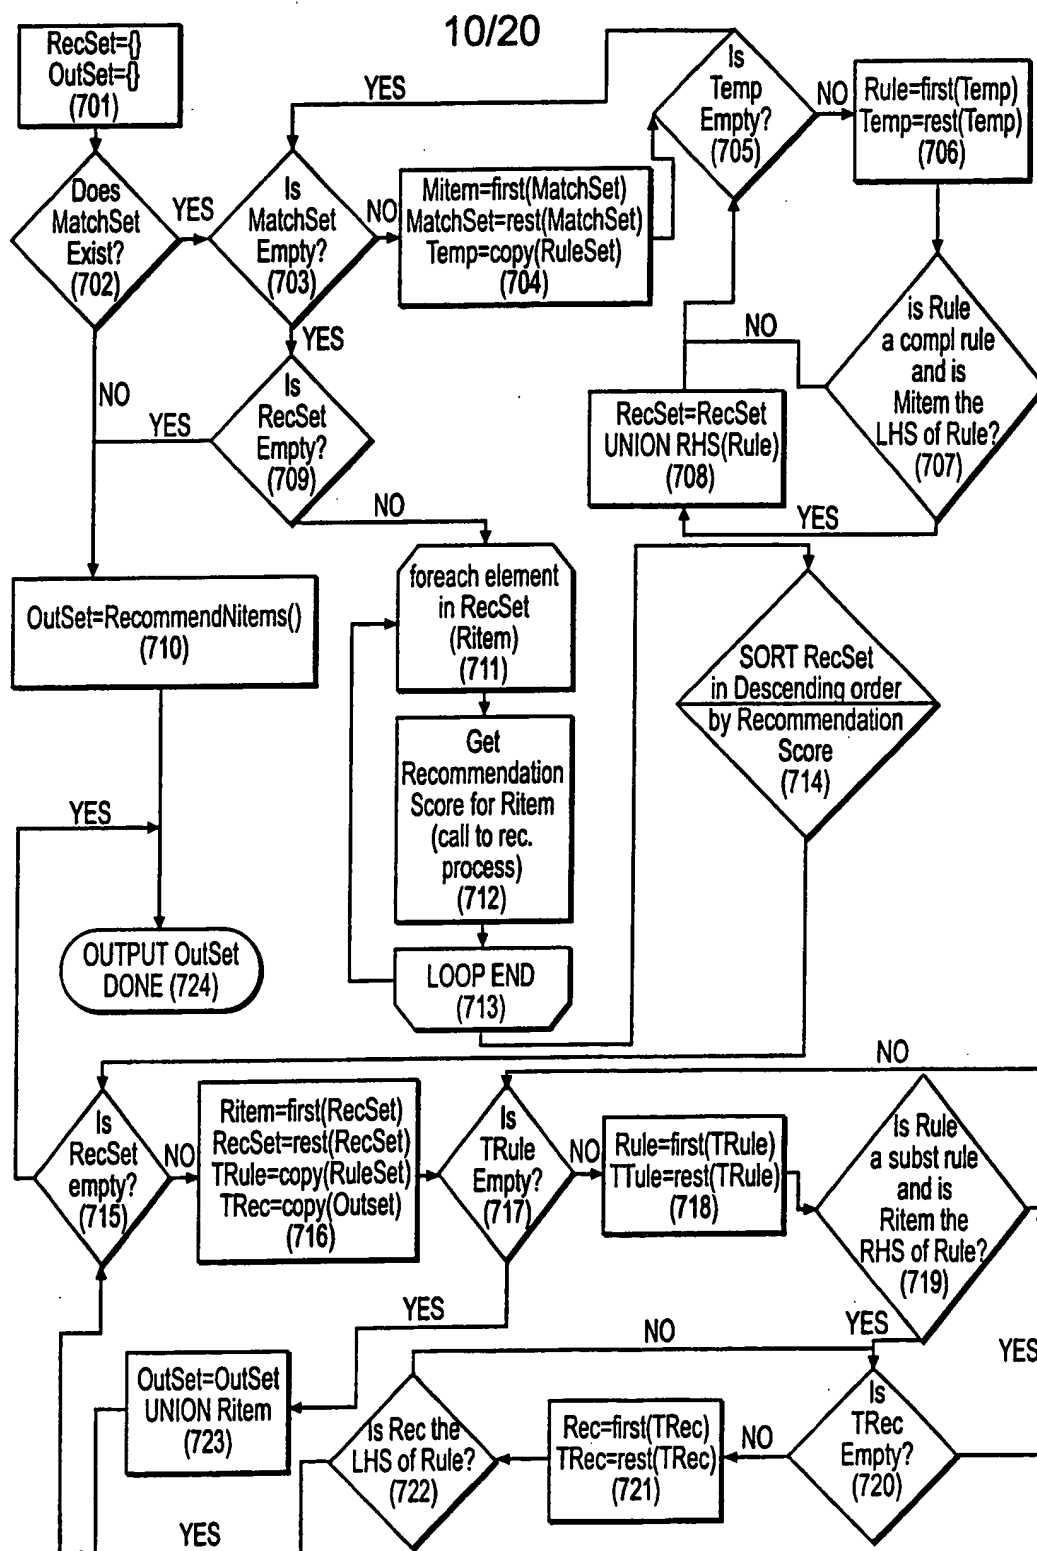 10/20
RecSet={}
OutSet={}
(701)
Does
MatchSet
Exist?
(702)
YES
NO
Is
MatchSet
Empty?
(703)
YES
NO
YES
Mitem=first(MatchSet)
MatchSet=rest(MatchSet)
Temp=copy(RuleSet)
(704)
Is
Temp
Empty?
(705)
NO
Rule=first(Temp)
Temp=rest(Temp)
(706)
is Rule
a compl rule
and is
Mitem the
LHS of Rule?
(707)
NO
YES
RecSet=RecSet
UNION RHS(Rule)
(708)
Is
RecSet
Empty?
(709)
YES
NO
OutSet=RecommendNitems()
(710)
foreach element
in RecSet
(Ritem)
(711)
Get
Recommendation
Score for Ritem
(call to rec.
process)
(712)
LOOP END
(713)
SORT RecSet
in Descending order
by Recommendation
Score
(714)
YES
OUTPUT OutSet
DONE (724)
Is
RecSet
empty?
(715)
NO
Ritem=first(RecSet)
RecSet=rest(RecSet)
TRule=copy(RuleSet)
TRec=copy(Outset)
(716)
Is
TRule
Empty?
(717)
NO
YES
Rule=first(TRule)
TTule=rest(TRule)
(718)
Is Rule
a subst rule
and is
Ritem the
RHS of Rule?
(719)
NO
YES
YES
Is
TRec
Empty?
(720)
NO
Rec=first(TRec)
TRec=rest(TRec)
(721)
Is Rec the
LHS of Rule?
(722)
NO
YES
OutSet=OutSet
UNION Ritem
(723)